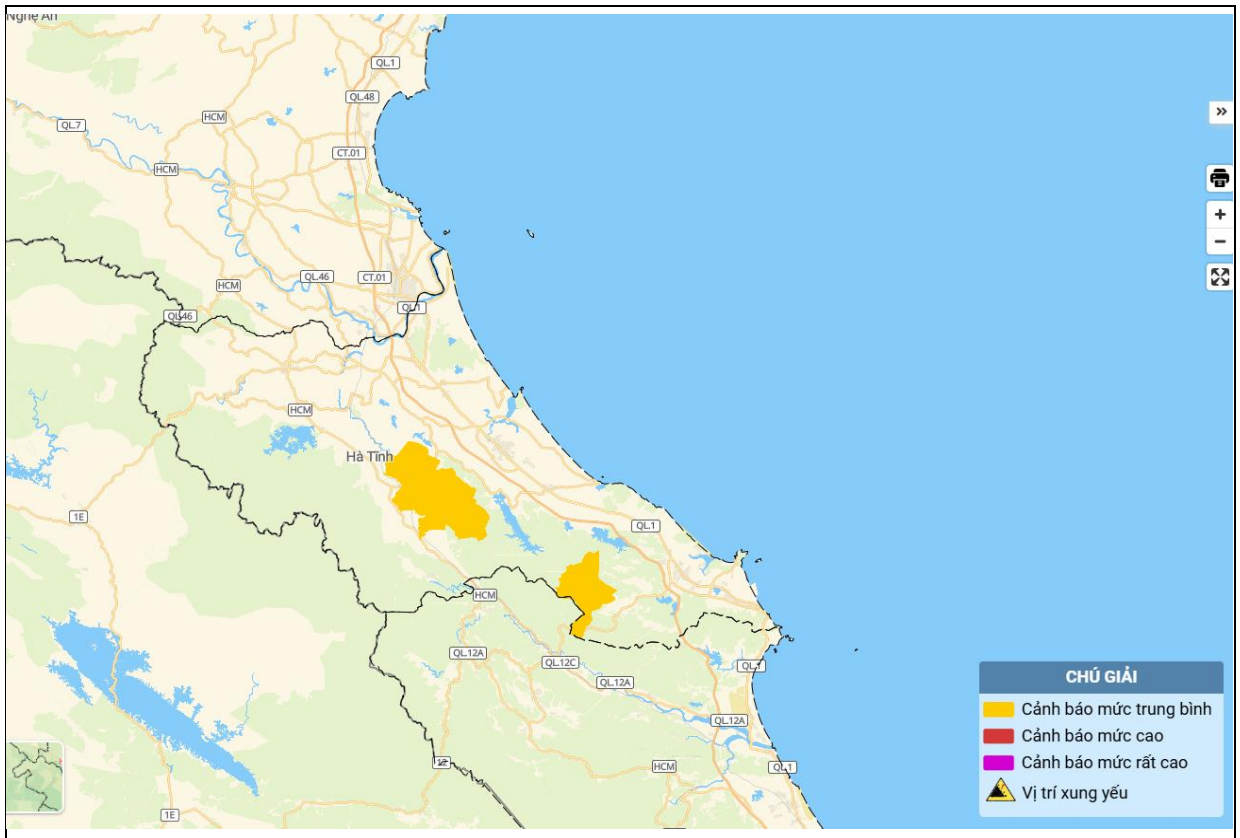 Nghệ An
QL.1
QL.48
HCM
QL.7
CT.01
HCM
QL.46
CT.01
HCM
QL.1
QL.46
HCM
Hà Tĩnh
1E
QL.1
HCM
QL.12A
QL.12C
QL.1
QL.12A
QL.12A
12
HCM
QL.1
1E
»
+
−
CHÚ GIẢI
Cảnh báo mức trung bình
Cảnh báo mức cao
Cảnh báo mức rất cao
Vị trí xung yếu